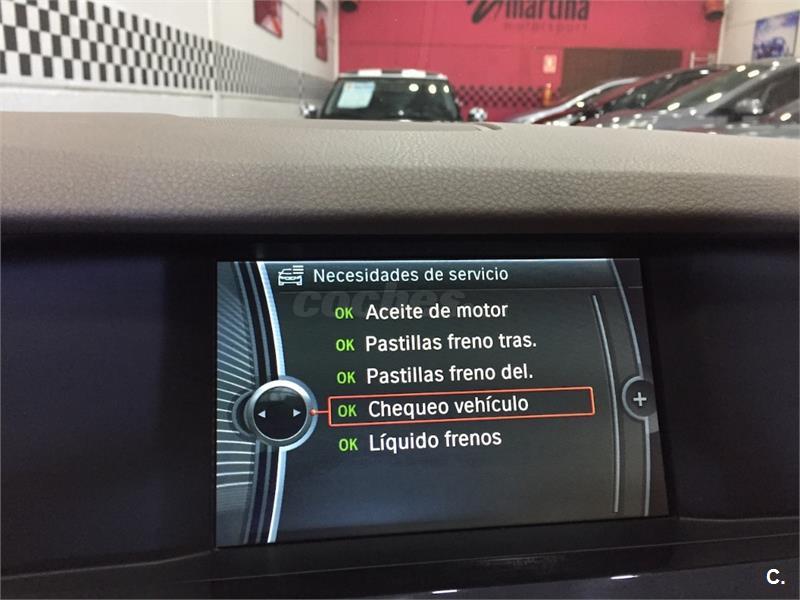 martina
motorsport
Necesidades de servicio
coches
OK Aceite de motor
OK Pastillas freno tras.
OK Pastillas freno del.
OK Chequeo vehículo
OK Líquido frenos
+
C.